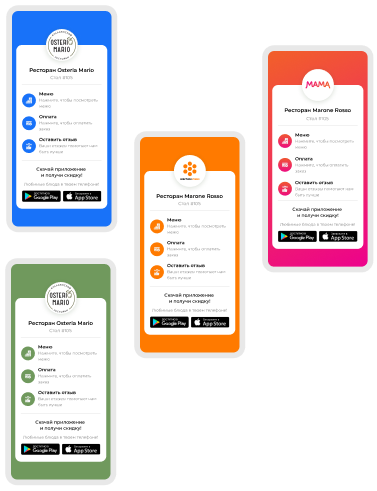 OSTERIA
MARIO
Ресторан Osteria Mario
Стол #105
Меню
Нажмите, чтобы посмотреть
меню
Оплата
Нажмите, чтобы оплатить
заказ
Оставить отзыв
Ваш отзыв помогает нам
быть лучше
Скачай приложение
и получи скидку!
Любимые блюда в твоем телефоне!
Google Play
App Store
MAMA
Ресторан Marone Rosso
Стол #105
Меню
Нажмите, чтобы посмотреть
меню
Оплата
Нажмите, чтобы оплатить
заказ
Оставить отзыв
Ваш отзыв помогает нам
быть лучше
Скачай приложение
и получи скидку!
Любимые блюда в твоем телефоне!
Google Play
App Store
Ресторан Marone Rosso
Стол #105
Меню
Нажмите, чтобы посмотреть
меню
Оплата
Нажмите, чтобы оплатить
заказ
Оставить отзыв
Ваш отзыв помогает нам
быть лучше
Скачай приложение
и получи скидку!
Любимые блюда в твоем телефоне!
Google Play
App Store
OSTERIA
MARIO
Ресторан Osteria Mario
Стол #105
Меню
Нажмите, чтобы посмотреть
меню
Оплата
Нажмите, чтобы оплатить
заказ
Оставить отзыв
Ваш отзыв помогает нам
быть лучше
Скачай приложение
и получи скидку!
Любимые блюда в твоем телефоне!
Google Play
App Store